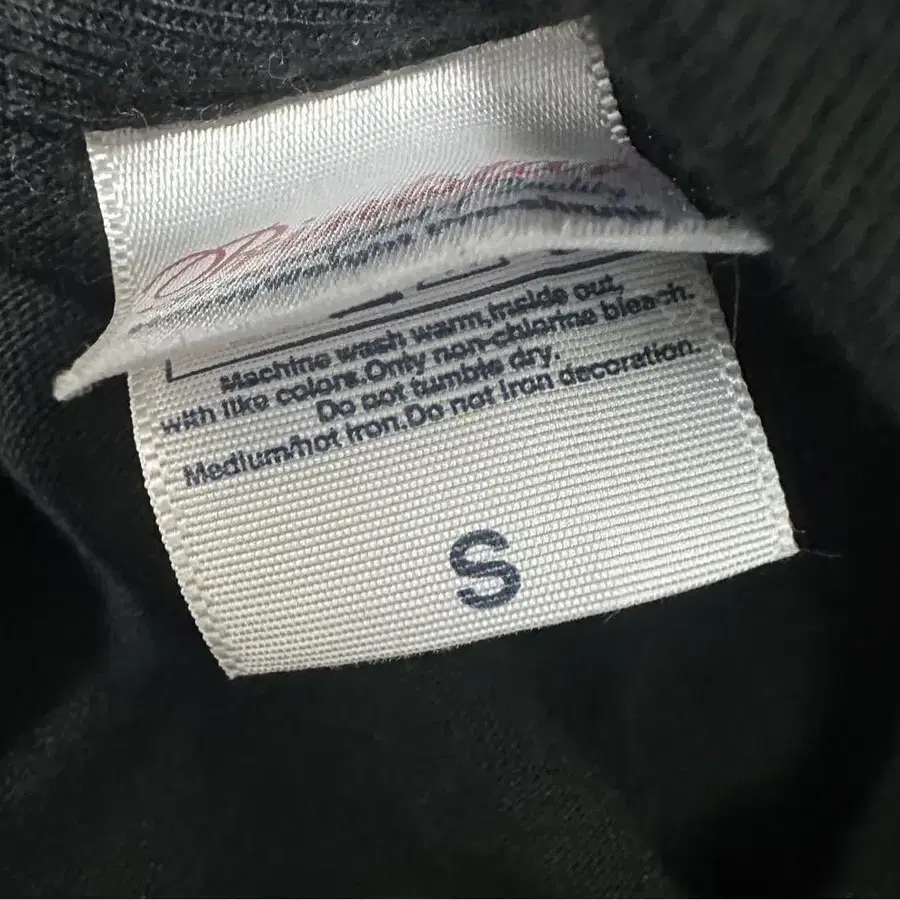 Machine wash warm,inside out,
with like colors.Only non-chlorine bleach.
Do not tumble dry.
Medium/hot iron.Do not iron decoration.
S